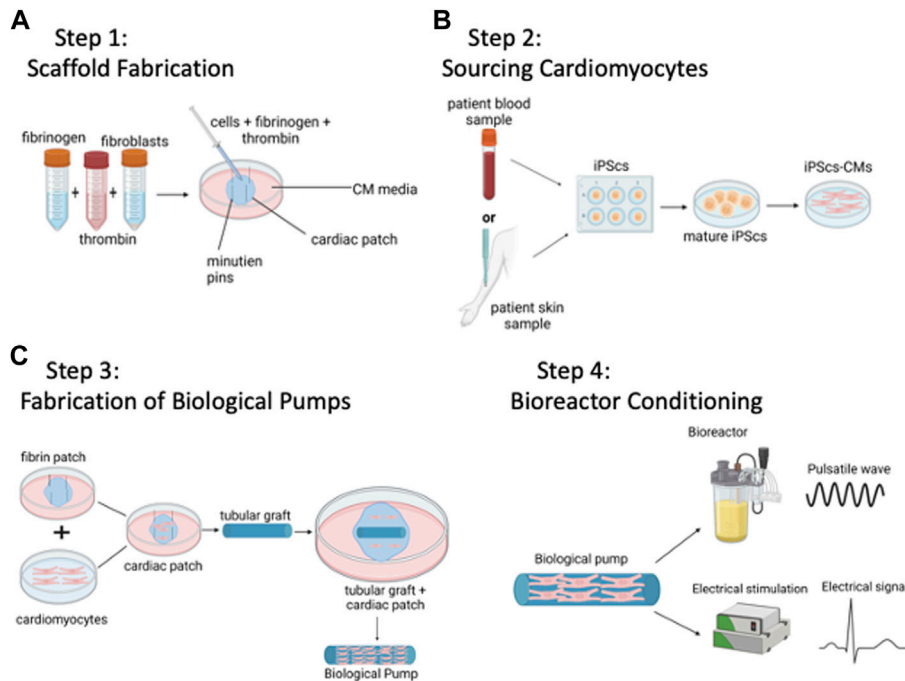 A
Step 1:
Scaffold Fabrication
fibrinogen
fibroblasts
+
+
thrombin
cells + fibrinogen +
thrombin
CM media
cardiac patch
minutien
pins
B
Step 2:
Sourcing Cardiomyocytes
patient blood
sample
or
patient skin
sample
iPScs
mature iPScs
iPScs-CMs
C
Step 3:
Fabrication of Biological Pumps
fibrin patch
+
cardiomyocytes
cardiac patch
tubular graft
tubular graft +
cardiac patch
Biological Pump
Step 4:
Bioreactor Conditioning
Biological pump
Bioreactor
Pulsatile wave
Electrical stimulation
Electrical signal